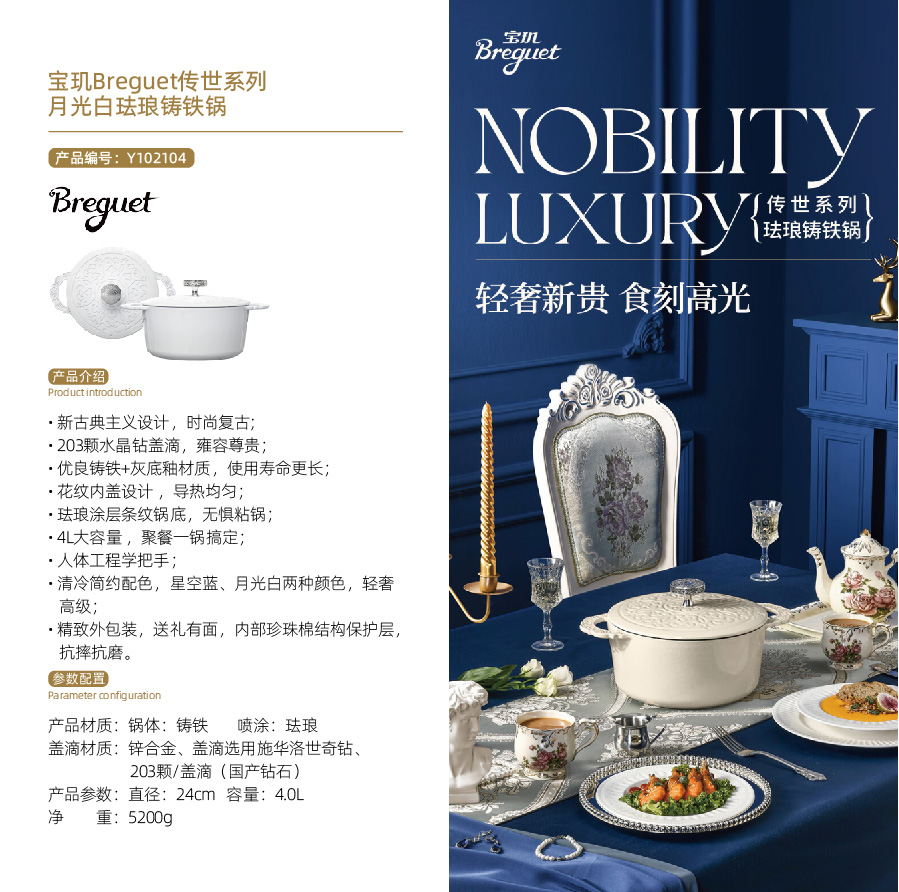 宝玑Breguet传世系列
月光白珐琅铸铁锅
产品编号：Y102104
Breguet
产品介绍
Product introduction
• 新古典主义设计，时尚复古；
• 203颗水晶钻盖滴，雍容尊贵；
• 优良铸铁+灰底釉材质，使用寿命更长；
• 花纹内盖设计，导热均匀；
• 珐琅涂层条纹锅底，无惧粘锅；
• 4L大容量，聚餐一锅搞定；
• 人体工程学把手；
• 清冷简约配色，星空蓝、月光白两种颜色，轻奢
高级；
• 精致外包装，送礼有面，内部珍珠棉结构保护层，
抗摔抗磨。
参数配置
Parameter configuration
产品材质：锅体：铸铁 喷涂：珐琅
盖滴材质：锌合金、盖滴选用施华洛世奇钻、
203颗/盖滴（国产钻石）
产品参数：直径：24cm 容量：4.0L
净 重：5200g
宝玑
Breguet
NOBILITY
LUXURY
{传世系列
珐琅铸铁锅}
轻奢新贵 食刻高光